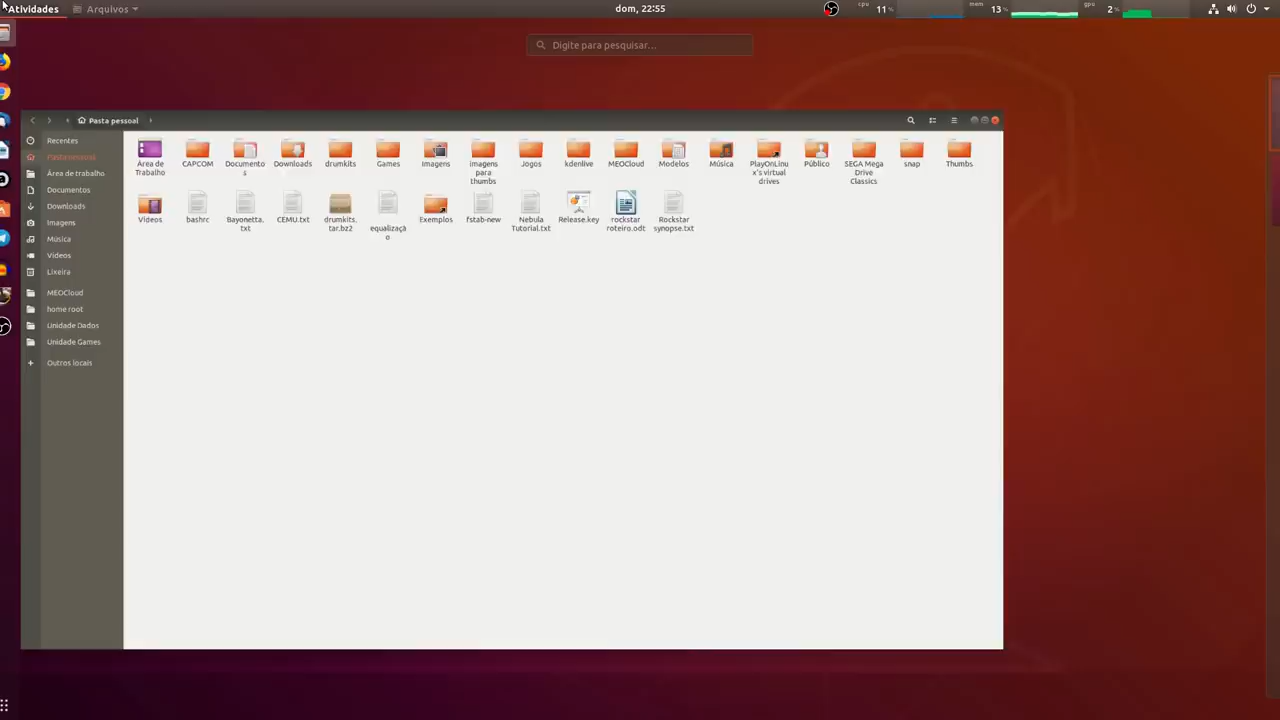 Atividades
Arquivos
dom, 22:55
cpu 11 %
mem 13 %
gpu 2 %
Digite para pesquisar...
Pasta pessoal
Recentes
Pasta pessoal
Área de trabalho
Documentos
Downloads
Imagens
Música
Vídeos
Lixeira
MEOCloud
home root
Unidade Dados
Unidade Games
Outros locais
Área de
Trabalho
CAPCOM
Documento
s
Downloads
drumkits
Games
Imagens
imagens
para
thumbs
Jogos
kdenlive
MEOCloud
Modelos
Música
PlayOnLinu
x's virtual
drives
Público
SEGA Mega
Drive
Classics
snap
Thumbs
Vídeos
bashrc
Bayonetta.
txt
CEMU.txt
drumkits.
tar.bz2
equalizaçã
o
Exemplos
fstab-new
Nebula
Tutorial.txt
Release.key
rockstar
roteiro.odt
Rockstar
synopse.txt